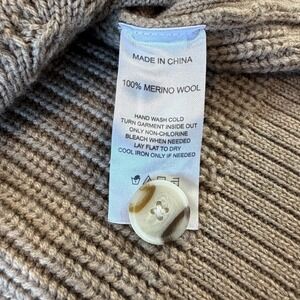 MADE IN CHINA
100% MERINO WOOL
HAND WASH COLD
TURN GARMENT INSIDE OUT
ONLY NON-CHLORINE
BLEACH WHEN NEEDED
LAY FLAT TO DRY
COOL IRON ONLY IF NEEDED